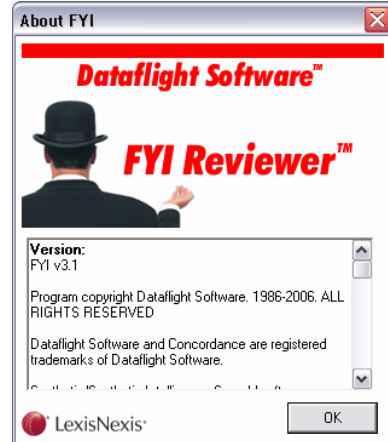 About FYI
Dataflight Software™
FYI Reviewer™
Version:
FYI v3.1
Program copyright Dataflight Software. 1986-2006. ALL
RIGHTS RESERVED
Dataflight Software and Concordance are registered
trademarks of Dataflight Software.
LexisNexis·
OK